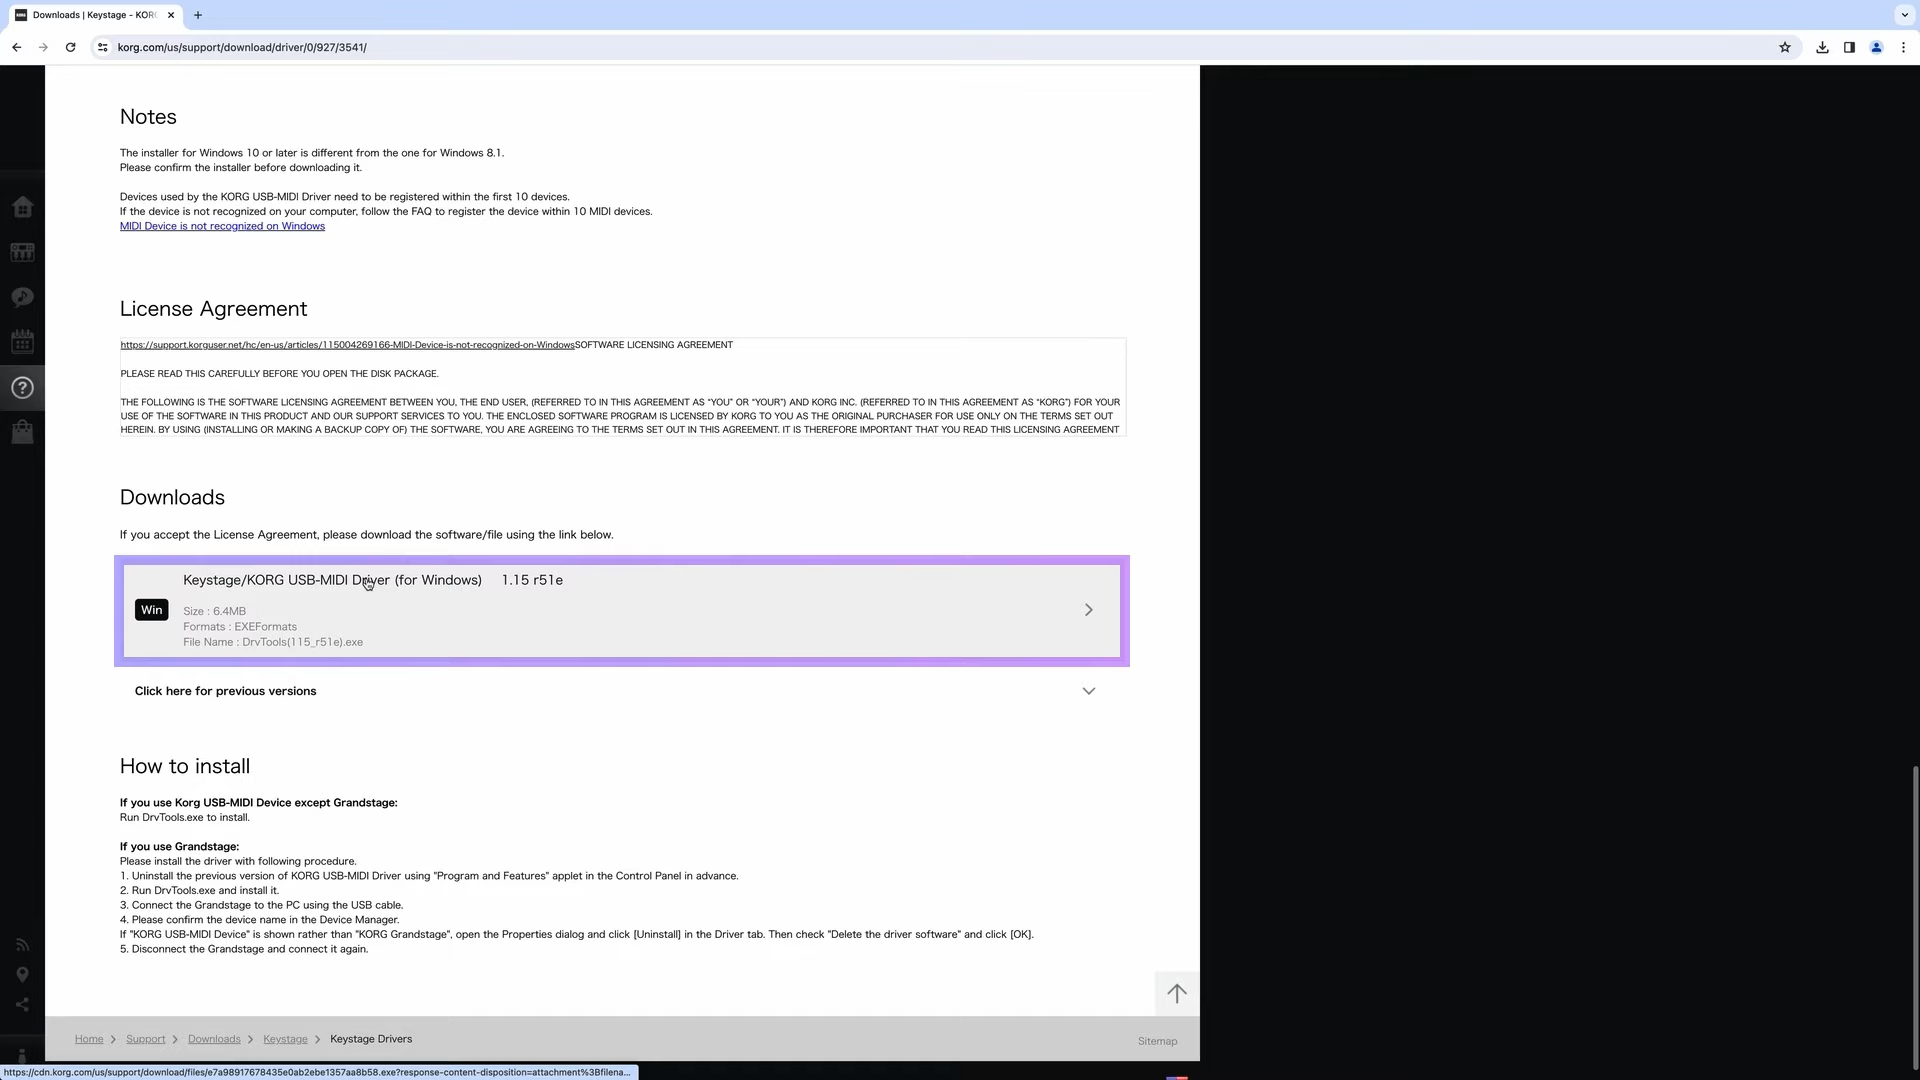 Downloads | Keystage - KOR
korg.com/us/support/download/driver/0/927/3541/
Notes
The installer for Windows 10 or later is different from the one for Windows 8.1.
Please confirm the installer before downloading it.
Devices used by the KORG USB-MIDI Driver need to be registered within the first 10 devices.
If the device is not recognized on your computer, follow the FAQ to register the device within 10 MIDI devices.
MIDI Device is not recognized on Windows
License Agreement
https://support.korguser.net/hc/en-us/articles/115004269166-MIDI-Device-is-not-recognized-on-WindowsSOFTWARE LICENSING AGREEMENT
PLEASE READ THIS CAREFULLY BEFORE YOU OPEN THE DISK PACKAGE.
THE FOLLOWING IS THE SOFTWARE LICENSING AGREEMENT BETWEEN YOU, THE END USER, (REFERRED TO IN THIS AGREEMENT AS “YOU” OR “YOUR”) AND KORG INC. (REFERRED TO IN THIS AGREEMENT AS “KORG”) FOR YOUR
USE OF THE SOFTWARE IN THIS PRODUCT AND OUR SUPPORT SERVICES TO YOU. THE ENCLOSED SOFTWARE PROGRAM IS LICENSED BY KORG TO YOU AS THE ORIGINAL PURCHASER FOR USE ONLY ON THE TERMS SET OUT
HEREIN. BY USING (INSTALLING OR MAKING A BACKUP COPY OF) THE SOFTWARE, YOU ARE AGREEING TO THE TERMS SET OUT IN THIS AGREEMENT. IT IS THEREFORE IMPORTANT THAT YOU READ THIS LICENSING AGREEMENT
Downloads
If you accept the License Agreement, please download the software/file using the link below.
Keystage/KORG USB-MIDI Driver (for Windows) 1.15 r51e
Win
Size : 6.4MB
Formats : EXEFormats
File Name : DrvTools(115_r51e).exe
Click here for previous versions
How to install
If you use Korg USB-MIDI Device except Grandstage:
Run DrvTools.exe to install.
If you use Grandstage:
Please install the driver with following procedure.
1. Uninstall the previous version of KORG USB-MIDI Driver using "Program and Features" applet in the Control Panel in advance.
2. Run DrvTools.exe and install it.
3. Connect the Grandstage to the PC using the USB cable.
4. Please confirm the device name in the Device Manager.
If "KORG USB-MIDI Device" is shown rather than "KORG Grandstage", open the Properties dialog and click [Uninstall] in the Driver tab. Then check "Delete the driver software" and click [OK].
5. Disconnect the Grandstage and connect it again.
Home Support Downloads Keystage Keystage Drivers
Sitemap
https://cdn.korg.com/us/support/download/files/e7a98917678435e0ab2ebe1357aa8b58.exe?response-content-disposition=attachment%3Bfilena...